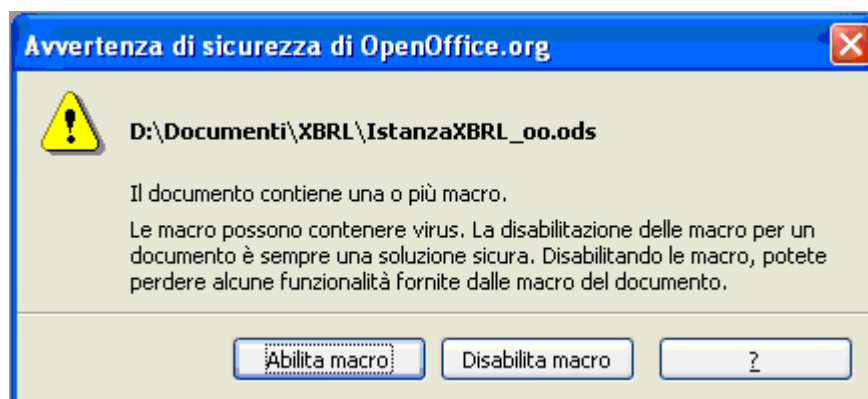 Avvertenza di sicurezza di OpenOffice.org
D:\Documenti\XBRL\IstanzaXBRL_oo.ods
Il documento contiene una o più macro.
Le macro possono contenere virus. La disabilitazione delle macro per un
documento è sempre una soluzione sicura. Disabilitando le macro, potete
perdere alcune funzionalità fornite dalle macro del documento.
Abilita macro Disabilita macro ?